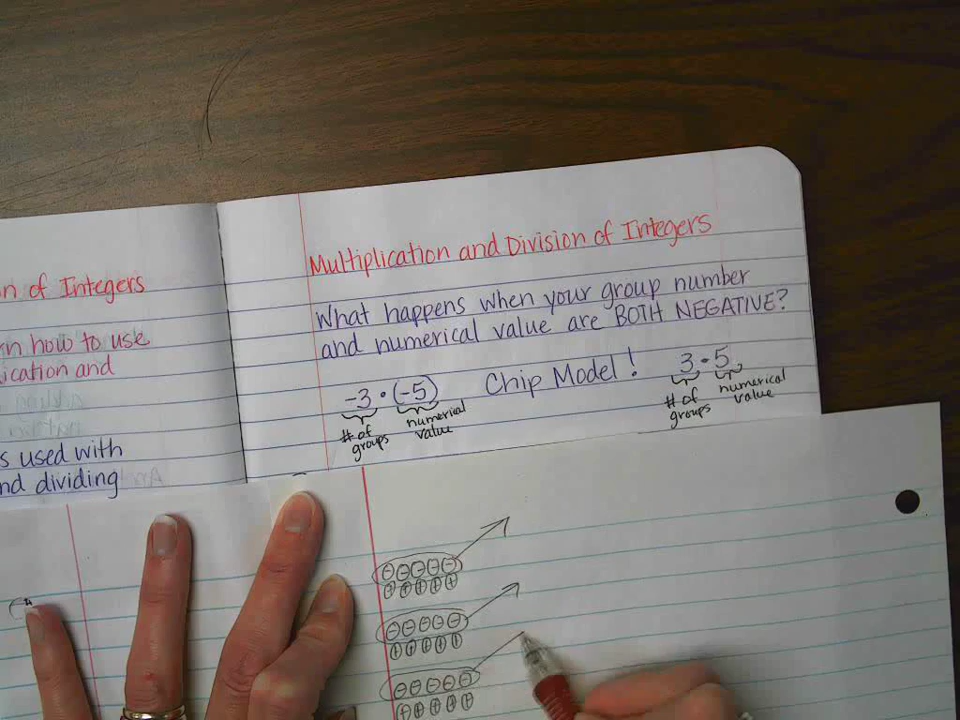 n of Integers
rn how to use
ication and
s used with
nd dividing
Multiplication and Division of Integers
What happens when your group number
and numerical value are BOTH NEGATIVE?
-3 • (-5) Chip Model! 3 • 5
# of groups numerical value # of groups numerical value
- - - - -
+ + + + +
- - - - -
+ + + + +
- - - - -
+ + + + +